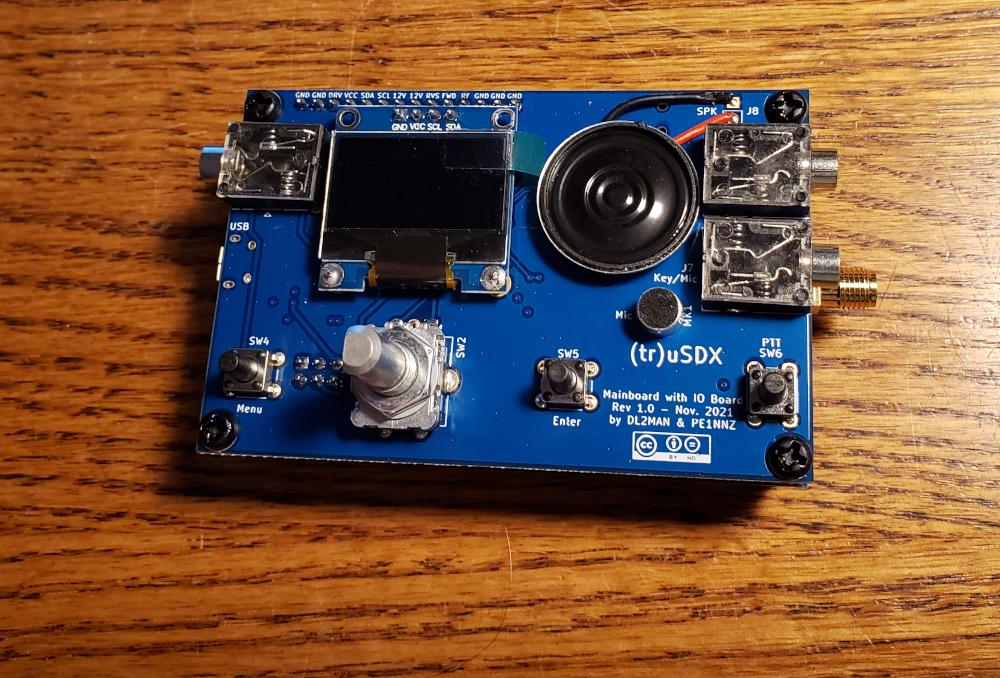 GND GND DRV VCC SDA SCL 12V 12V RVS FWD RF GND GND GND
SPK
J8
GND VCC SCL SDA
USB
J7
Key/Mic
Mic
MK1
SW4
Menu
SW2
SW5
Enter
(tr)uSDX
PTT
SW6
Mainboard with IO Board
Rev 1.0 - Nov. 2021
by DL2MAN & PE1NNZ
cc
BY ND